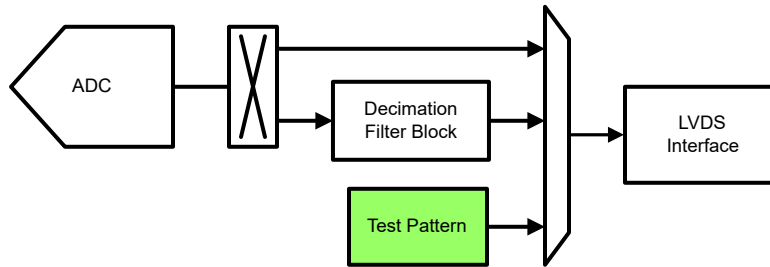 ADC
Decimation
Filter Block
Test Pattern
LVDS
Interface